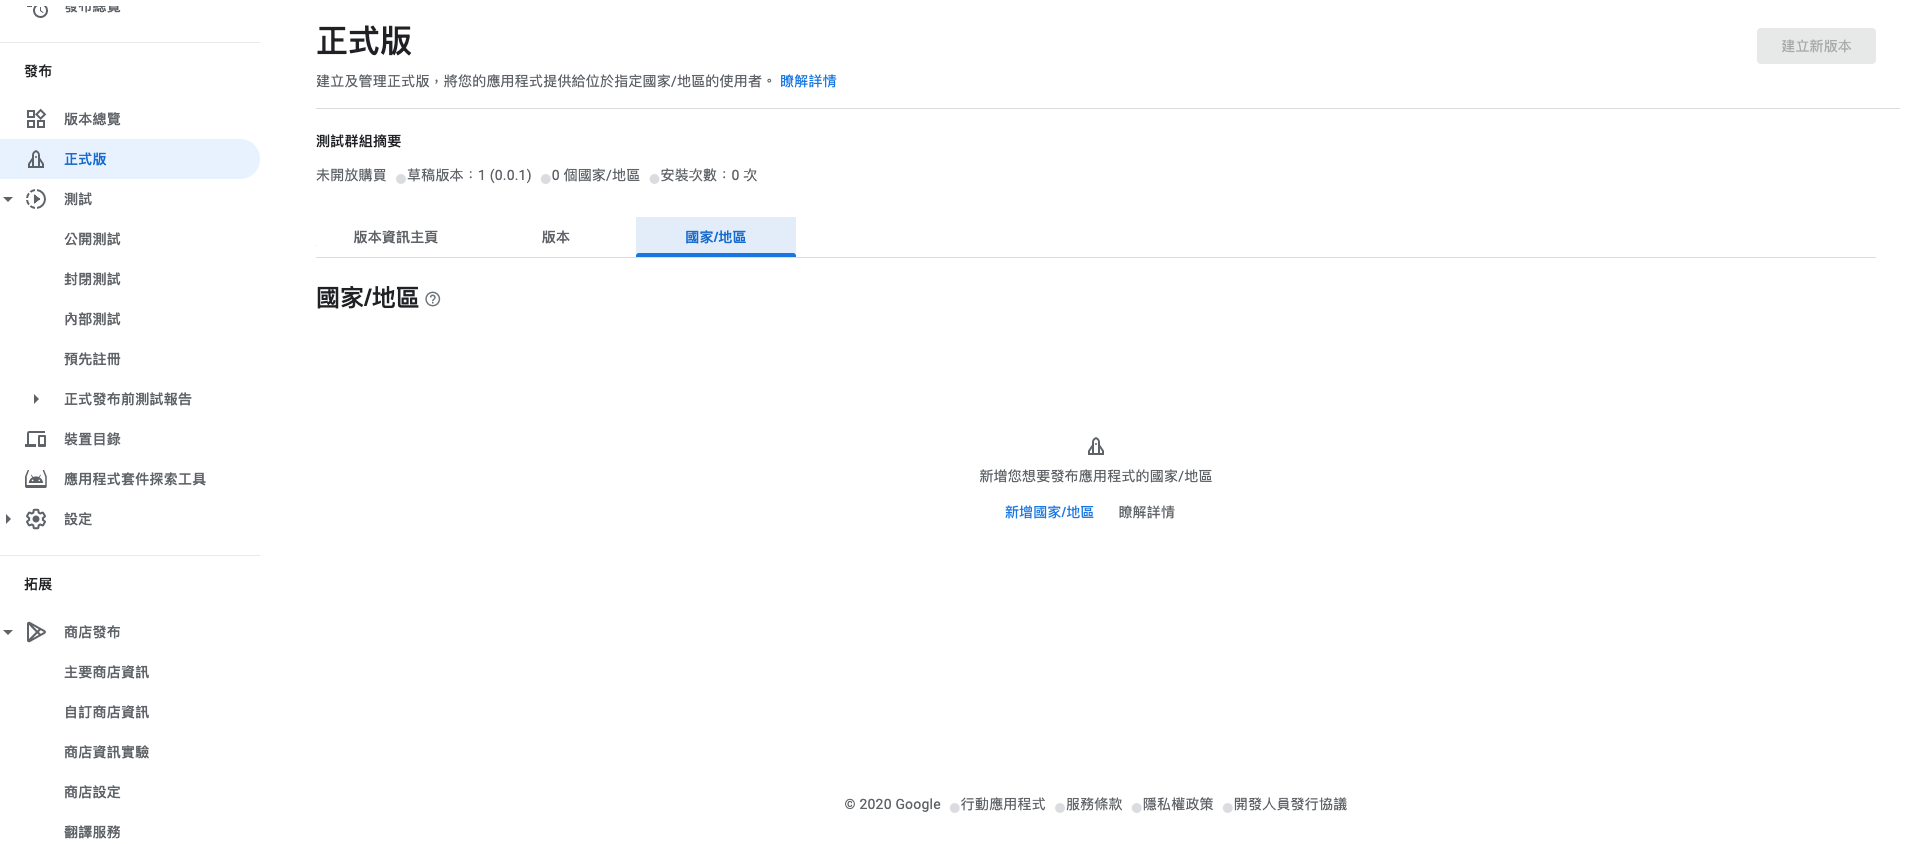 發布總覽
發布
版本總覽
正式版
測試
公開測試
封閉測試
內部測試
預先註冊
正式發布前測試報告
裝置目錄
應用程式套件探索工具
設定
拓展
商店發布
主要商店資訊
自訂商店資訊
商店資訊實驗
商店設定
翻譯服務
正式版
建立新版本
建立及管理正式版，將您的應用程式提供給位於指定國家/地區的使用者。 瞭解詳情
測試群組摘要
未開放購買 草稿版本：1 (0.0.1) 0 個國家/地區 安裝次數：0 次
版本資訊主頁 版本 國家/地區
國家/地區
新增您想要發布應用程式的國家/地區
新增國家/地區 瞭解詳情
© 2020 Google 行動應用程式 服務條款 隱私權政策 開發人員發行協議